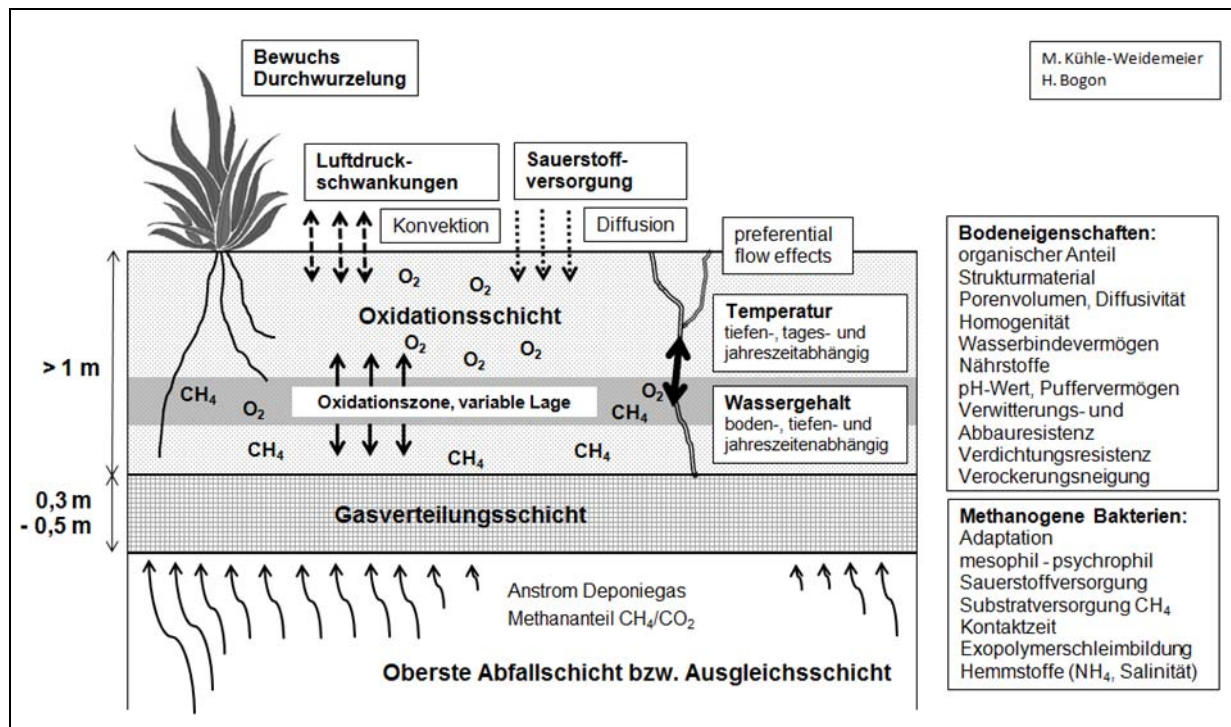 Bewuchs
Durchwurzelung
M. Kühle-Weidemeier
H. Bogon
Luftdruck-
schwankungen
Sauerstoff-
versorgung
Konvektion
Diffusion
preferential
flow effects
O₂
O₂
Oxidationsschicht
O₂
O₂
O₂
> 1 m
Temperatur
tiefen-, tages- und
jahreszeitabhängig
CH₄
O₂
Oxidationszone, variable Lage
CH₄
O₂
Wassergehalt
boden-, tiefen- und
jahreszeitenabhängig
CH₄
CH₄
CH₄
0,3 m
- 0,5 m
Gasverteilungsschicht
Anstrom Deponiegas
Methananteil CH₄/CO₂
Oberste Abfallschicht bzw. Ausgleichsschicht
Bodeneigenschaften:
organischer Anteil
Strukturmaterial
Porenvolumen, Diffusivität
Homogenität
Wasserbindevermögen
Nährstoffe
pH-Wert, Puffervermögen
Verwitterungs- und
Abbauresistenz
Verdichtungsresistenz
Verockerungsneigung
Methanogene Bakterien:
Adaptation
mesophil - psychrophil
Sauerstoffversorgung
Substratversorgung CH₄
Kontaktzeit
Exopolymerschleimbildung
Hemmstoffe (NH₄, Salinität)